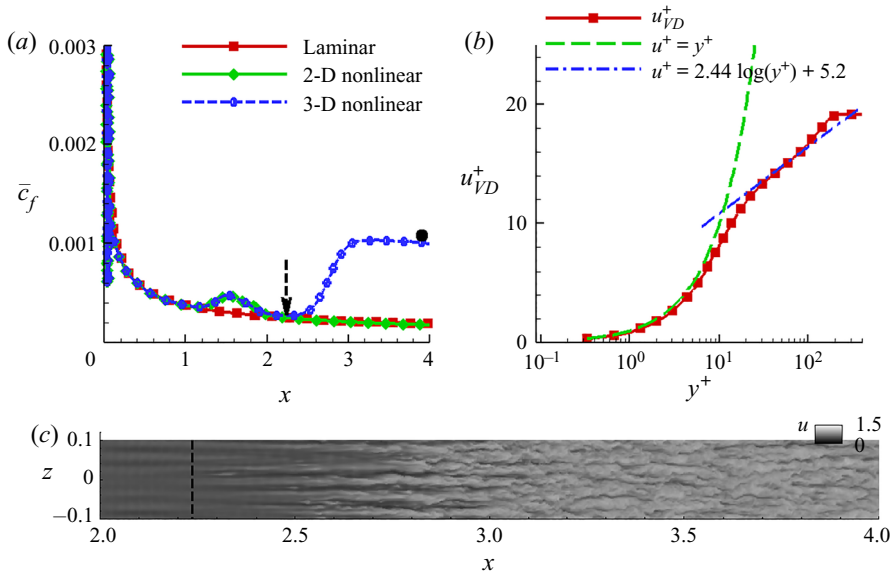 (a)
0.003
0.002
0.001
c̄_f
0 1 2 3 4
x
Laminar
2-D nonlinear
3-D nonlinear
(b)
u⁺_VD
u⁺ = y⁺
u⁺ = 2.44 log(y⁺) + 5.2
20
10
0
u⁺_VD
10⁻¹ 10⁰ 10¹ 10²
y⁺
(c)
u 1.5
0
0.1
0
−0.1
z
2.0 2.5 3.0 3.5 4.0
x